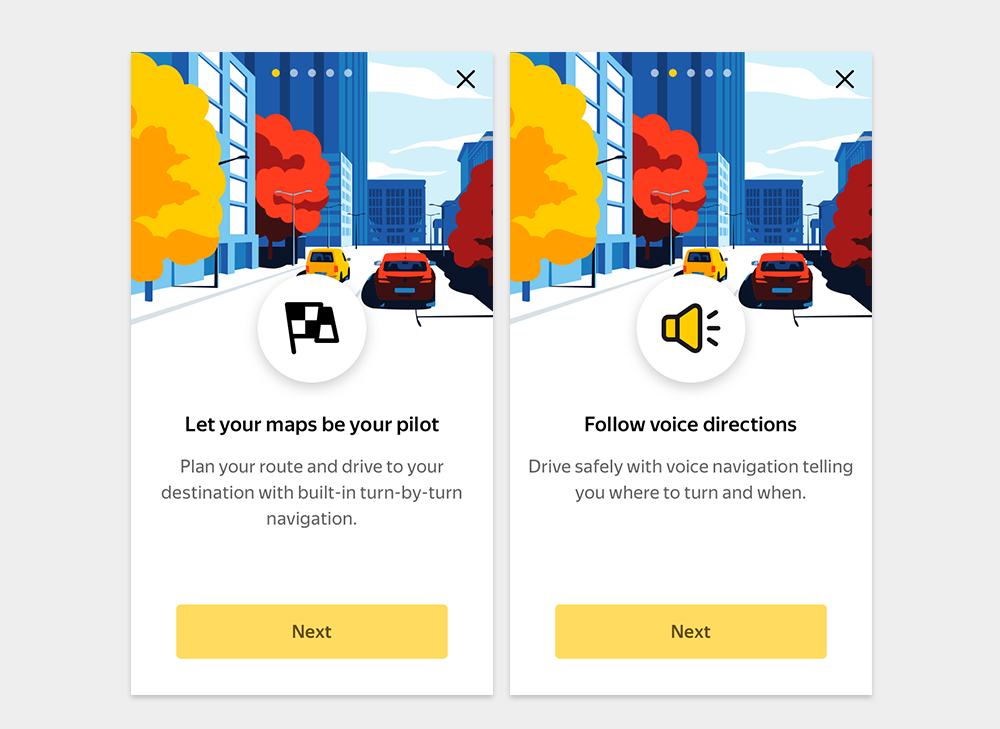 Let your maps be your pilot
Plan your route and drive to your
destination with built-in turn-by-turn
navigation.
Next
Follow voice directions
Drive safely with voice navigation telling
you where to turn and when.
Next